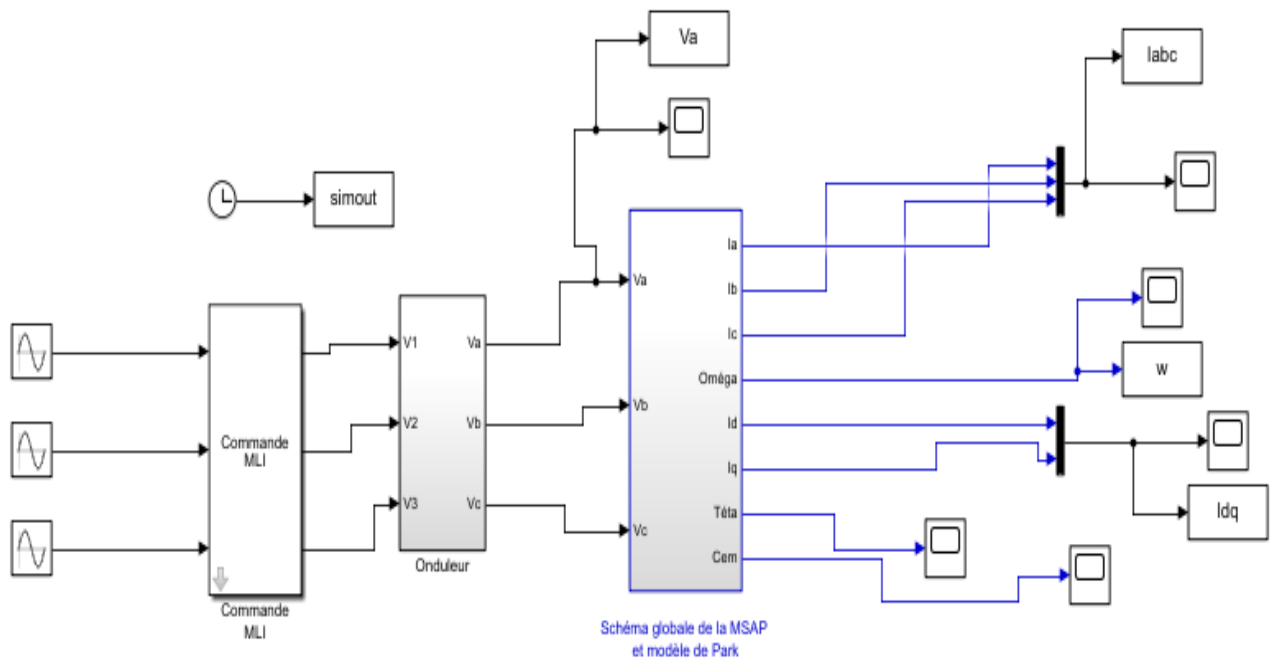 Va
Iabc
simout
Va
Ia
Ib
Ic
Oméga
Id
Iq
Téta
Cem
Vb
Vc
w
Idq
V1
V2
V3
Va
Vb
Vc
Onduleur
Commande
MLI
Commande
MLI
Schéma globale de la MSAP
et modèle de Park